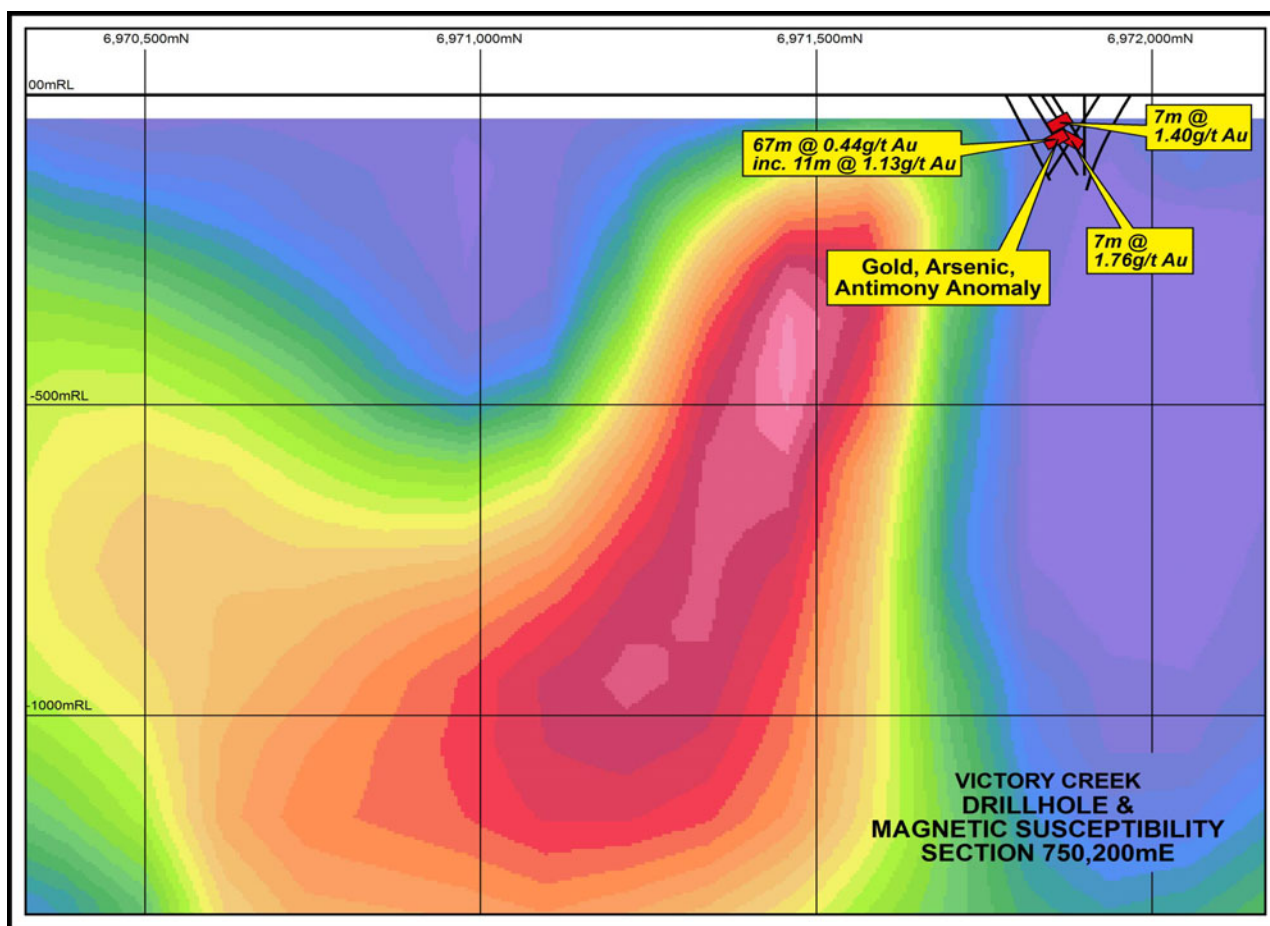 6,970,500mN
6,971,000mN
6,971,500mN
6,972,000mN
00mRL
7m @
1.40g/t Au
67m @ 0.44g/t Au
inc. 11m @ 1.13g/t Au
7m @
1.76g/t Au
Gold, Arsenic,
Antimony Anomaly
-500mRL
-1000mRL
VICTORY CREEK
DRILLHOLE &
MAGNETIC SUSCEPTIBILITY
SECTION 750,200mE